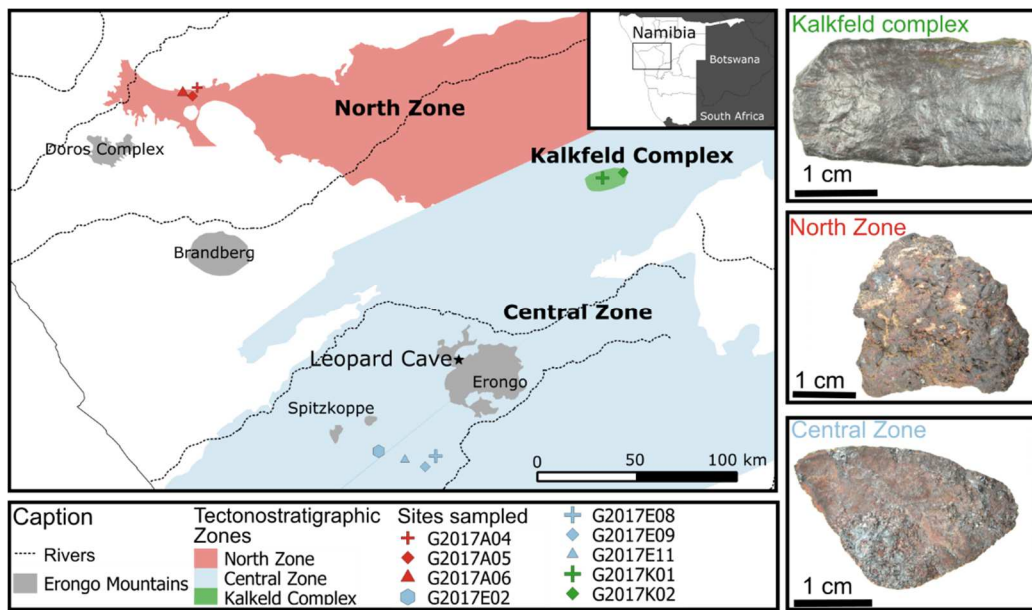 Namibia
Botswana
South Africa
North Zone
Doros Complex
Kalkfeld Complex
Brandberg
Central Zone
Leopard Cave
Erongo
Spitzkoppe
0 50 100 km
Caption
Rivers
Erongo Mountains
Tectonostratigraphic
Zones
North Zone
Central Zone
Kalkeld Complex
Sites sampled
G2017A04
G2017A05
G2017A06
G2017E02
G2017E08
G2017E09
G2017E11
G2017K01
G2017K02
Kalkfeld complex
1 cm
North Zone
1 cm
Central Zone
1 cm